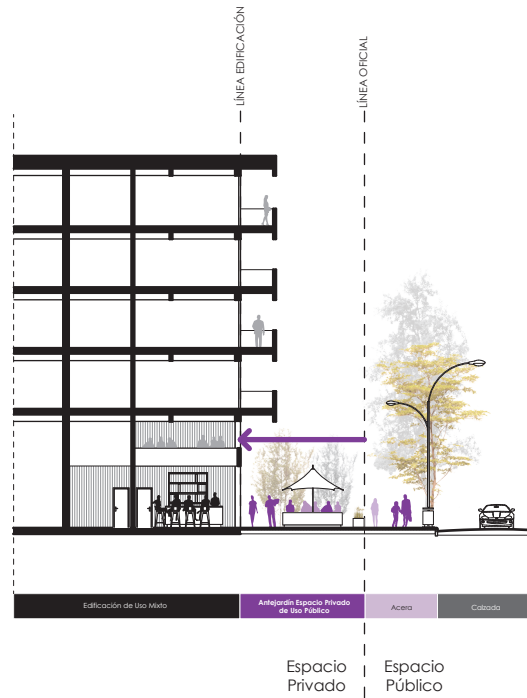 LÍNEA EDIFICACIÓN
LÍNEA OFICIAL
Edificación de Uso Mixto
Antejardín Espacio Privado
de Uso Público
Acera
Calzada
Espacio
Privado
Espacio
Público